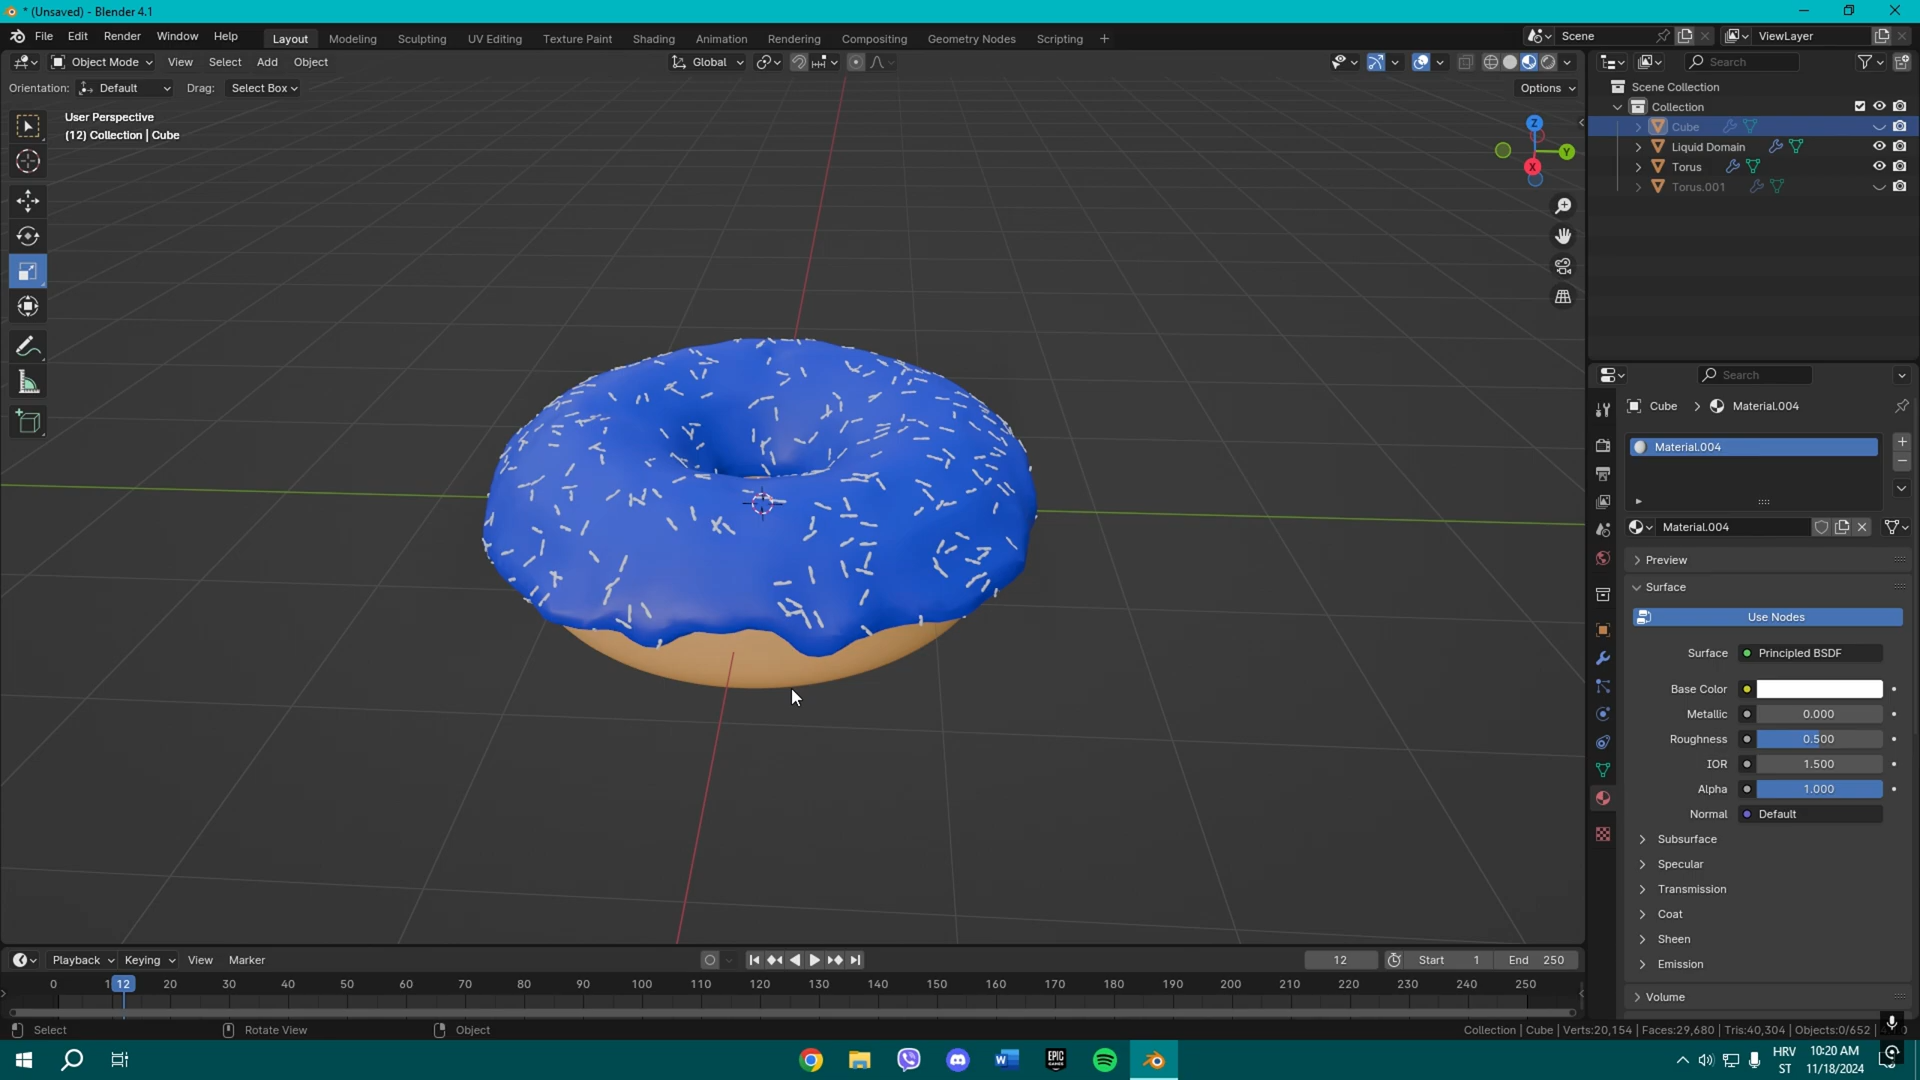 * (Unsaved) - Blender 4.1
File Edit Render Window Help
Layout Modeling Sculpting UV Editing Texture Paint Shading Animation Rendering Compositing Geometry Nodes Scripting +
Scene
ViewLayer
Object Mode View Select Add Object
Global
Search
Orientation: Default Drag: Select Box
Options
User Perspective
(12) Collection | Cube
Z
Y
X
Scene Collection
Collection
Cube
Liquid Domain
Torus
Torus.001
Search
Cube > Material.004
Material.004
Material.004
Preview
Surface
Use Nodes
Surface Principled BSDF
Base Color
Metallic 0.000
Roughness 0.500
IOR 1.500
Alpha 1.000
Normal Default
Subsurface
Specular
Transmission
Coat
Sheen
Emission
Volume
Playback Keying View Marker
12
Start 1
End 250
0 1 12 20 30 40 50 60 70 80 90 100 110 120 130 140 150 160 170 180 190 200 210 220 230 240 250
Select
Rotate View
Object
Collection | Cube | Verts:20,154 | Faces:29,680 | Tris:40,304 | Objects:0/652
W
EPIC GAMES
HRV
ST
10:20 AM
11/18/2024